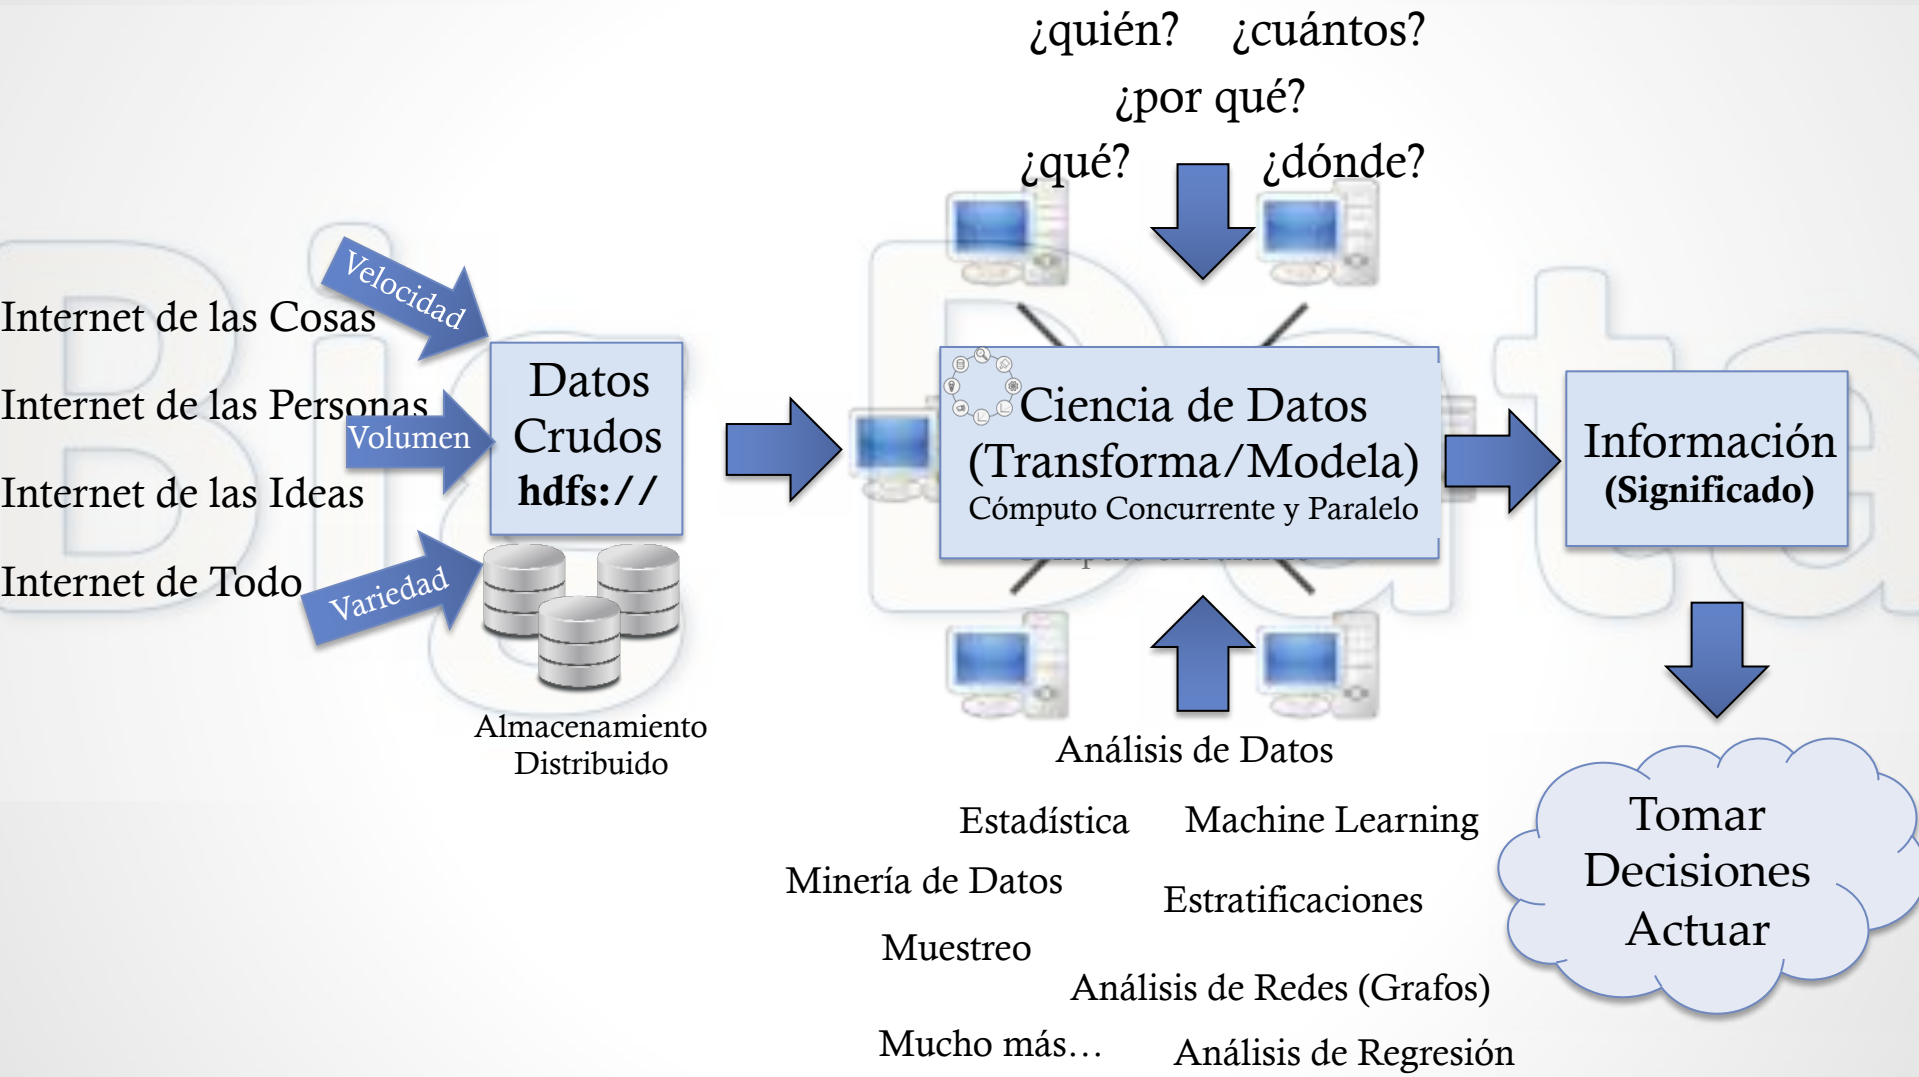 ¿quién? ¿cuántos?
¿por qué?
¿qué? ¿dónde?
Internet de las Cosas
Internet de las Personas
Internet de las Ideas
Internet de Todo
Velocidad
Volumen
Variedad
Datos
Crudos
hdfs://
Almacenamiento
Distribuido
Ciencia de Datos
(Transforma/Modela)
Cómputo Concurrente y Paralelo
Información
(Significado)
Análisis de Datos
Estadística
Machine Learning
Minería de Datos
Estratificaciones
Muestreo
Análisis de Redes (Grafos)
Mucho más…
Análisis de Regresión
Tomar
Decisiones
Actuar
Big Data